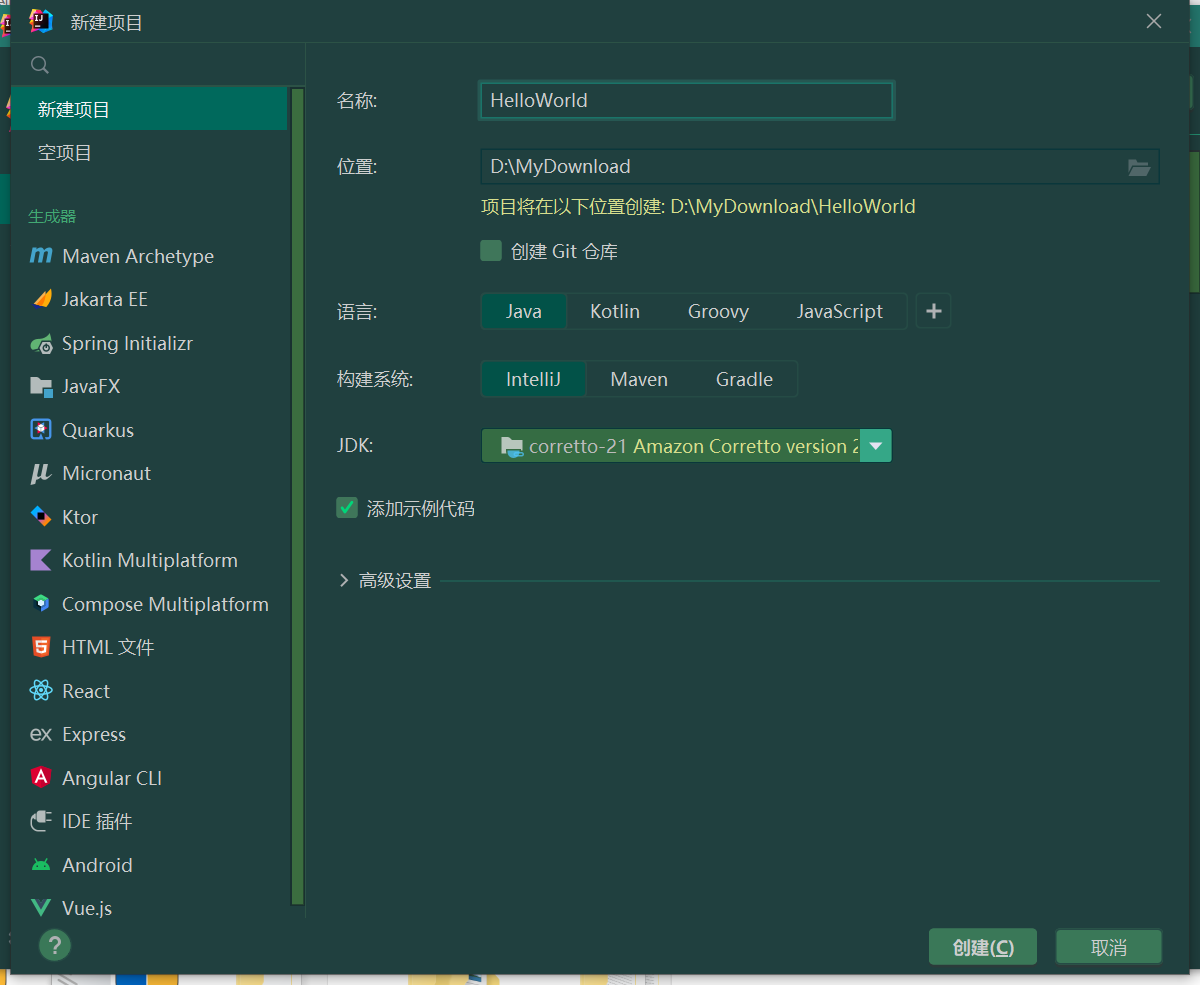 新建项目
新建项目
空项目
生成器
Maven Archetype
Jakarta EE
Spring Initializr
JavaFX
Quarkus
Micronaut
Ktor
Kotlin Multiplatform
Compose Multiplatform
HTML 文件
React
ex Express
Angular CLI
IDE 插件
Android
Vue.js
?
名称: HelloWorld
位置: D:\MyDownload
项目将在以下位置创建: D:\MyDownload\HelloWorld
创建 Git 仓库
语言: Java Kotlin Groovy JavaScript +
构建系统: IntelliJ Maven Gradle
JDK: corretto-21 Amazon Corretto version
添加示例代码
高级设置
创建(C) 取消